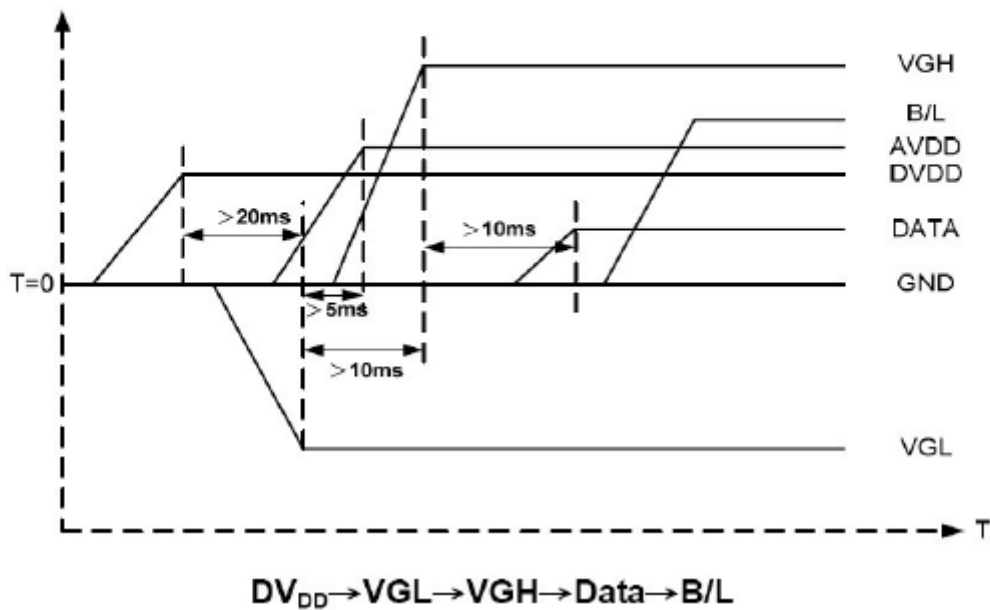 VGH
B/L
AVDD
DVDD
>20ms
>10ms
DATA
T=0
GND
>5ms
>10ms
VGL
T
DVDD→VGL→VGH→Data→B/L